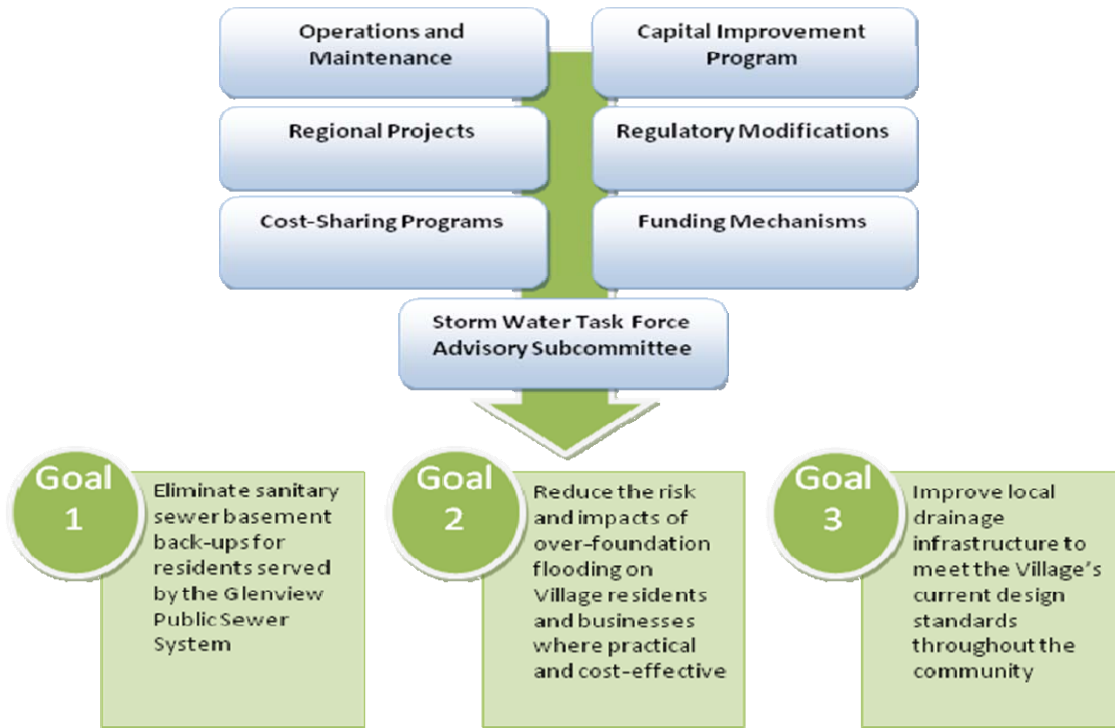 Operations and
Maintenance
Capital Improvement
Program
Regional Projects
Regulatory Modifications
Cost-Sharing Programs
Funding Mechanisms
Storm Water Task Force
Advisory Subcommittee
Goal
1
Eliminate sanitary
sewer basement
back-ups for
residents served
by the Glenview
Public Sewer
System
Goal
2
Reduce the risk
and impacts of
over-foundation
flooding on
Village residents
and businesses
where practical
and cost-effective
Goal
3
Improve local
drainage
infrastructure to
meet the Village's
current design
standards
throughout the
community